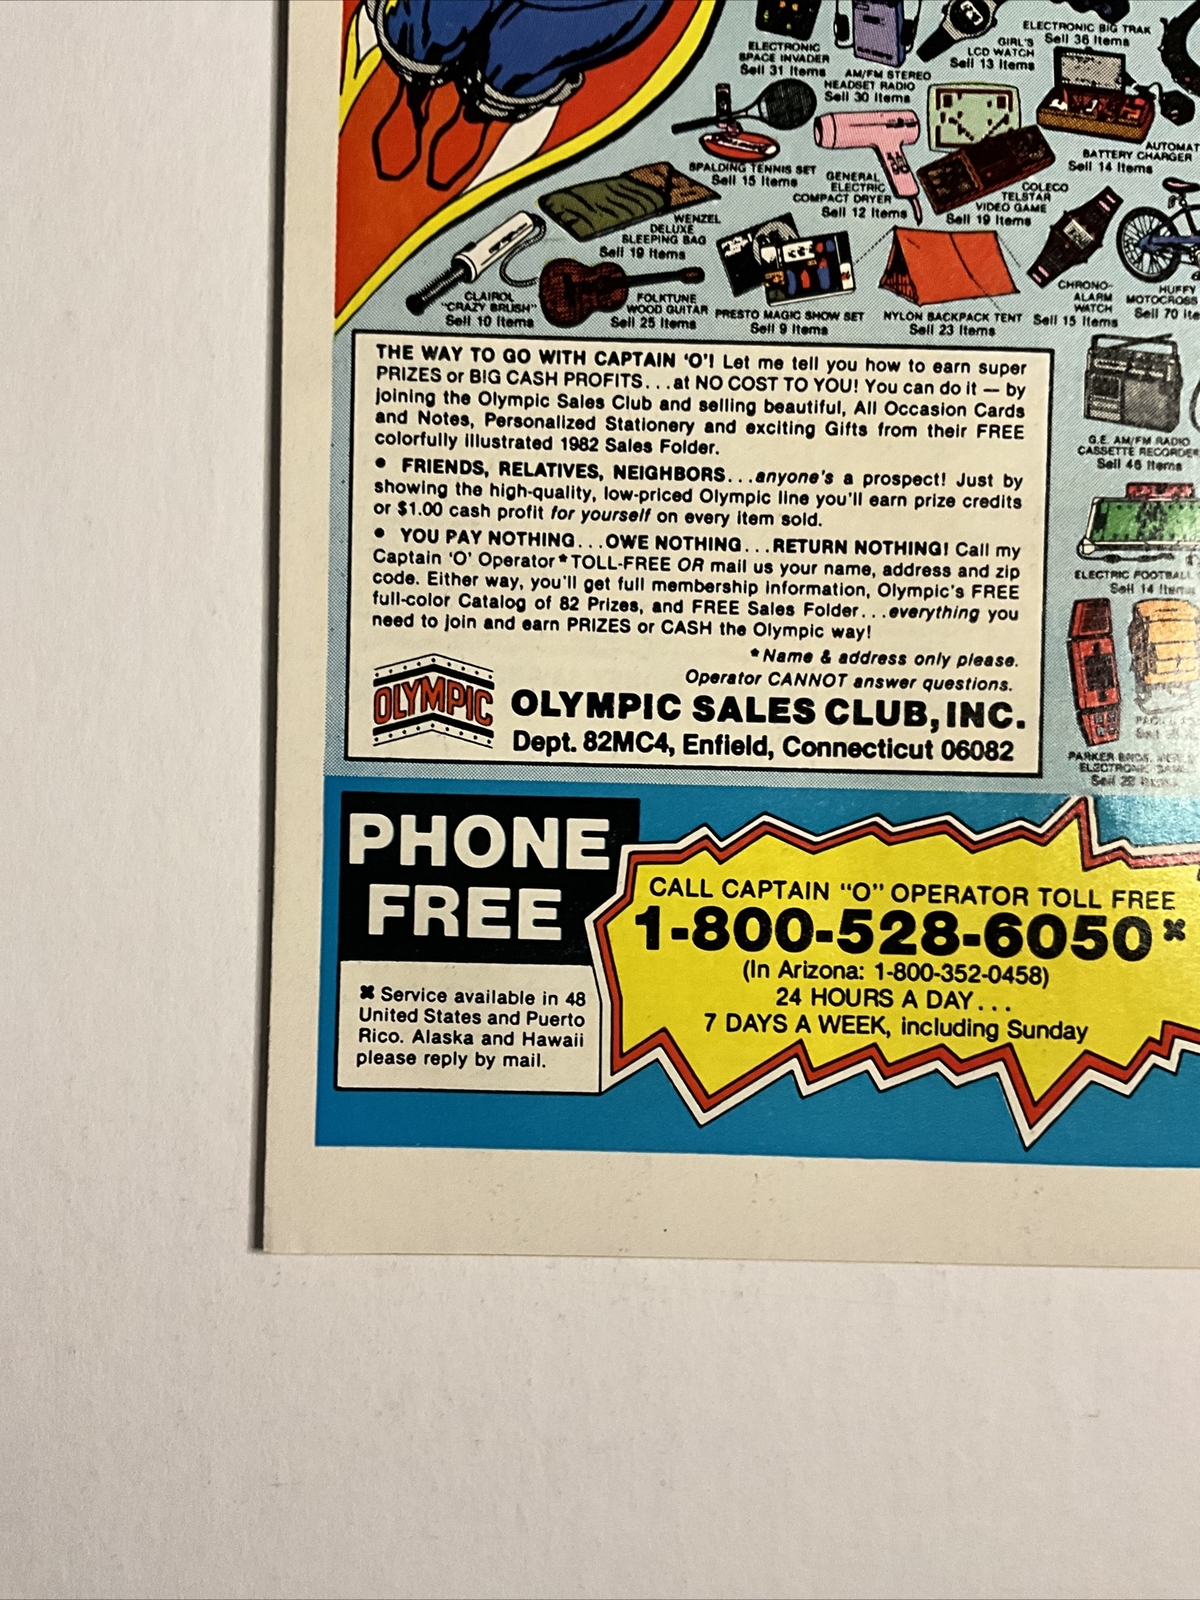 ELECTRONIC BIG TRAK
Sell 36 Items
ELECTRONIC
SPACE INVADER
Sell 31 Items
GIRL'S
LCD WATCH
Sell 13 Items
AM/FM STEREO
HEADSET RADIO
Sell 30 Items
AUTOMAT
BATTERY CHARGER
Sell 14 Items
SPALDING TENNIS SET
Sell 15 Items
GENERAL
ELECTRIC
COMPACT DRYER
Sell 12 Items
COLECO
TELSTAR
VIDEO GAME
Sell 19 Items
WENZEL
DELUXE
SLEEPING BAG
Sell 19 Items
CLAIROL
"CRAZY BRUSH"
Sell 10 Items
FOLKTUNE
WOOD GUITAR
Sell 25 Items
PRESTO MAGIC SHOW SET
Sell 9 Items
NYLON BACKPACK TENT
Sell 23 Items
CHRONO-
ALARM
WATCH
Sell 15 Items
HUFFY
MOTOCROSS
Sell 70 Ite
THE WAY TO GO WITH CAPTAIN 'O'! Let me tell you how to earn super
PRIZES or BIG CASH PROFITS...at NO COST TO YOU! You can do it — by
joining the Olympic Sales Club and selling beautiful, All Occasion Cards
and Notes, Personalized Stationery and exciting Gifts from their FREE
colorfully illustrated 1982 Sales Folder.
• FRIENDS, RELATIVES, NEIGHBORS...anyone's a prospect! Just by
showing the high-quality, low-priced Olympic line you'll earn prize credits
or $1.00 cash profit for yourself on every item sold.
• YOU PAY NOTHING...OWE NOTHING...RETURN NOTHING! Call my
Captain 'O' Operator*TOLL-FREE OR mail us your name, address and zip
code. Either way, you'll get full membership information, Olympic's FREE
full-color Catalog of 82 Prizes, and FREE Sales Folder...everything you
need to join and earn PRIZES or CASH the Olympic way!
*Name & address only please.
Operator CANNOT answer questions.
OLYMPIC
OLYMPIC SALES CLUB, INC.
Dept. 82MC4, Enfield, Connecticut 06082
G.E. AM/FM RADIO
CASSETTE RECORDER
Sell 46 Items
ELECTRIC FOOTBALL
Sell 14 Items
PARKER BROS.
ELECTRONIC
Sell 22 Items
PHONE
FREE
* Service available in 48
United States and Puerto
Rico. Alaska and Hawaii
please reply by mail.
CALL CAPTAIN "O" OPERATOR TOLL FREE
1-800-528-6050*
(In Arizona: 1-800-352-0458)
24 HOURS A DAY...
7 DAYS A WEEK, including Sunday